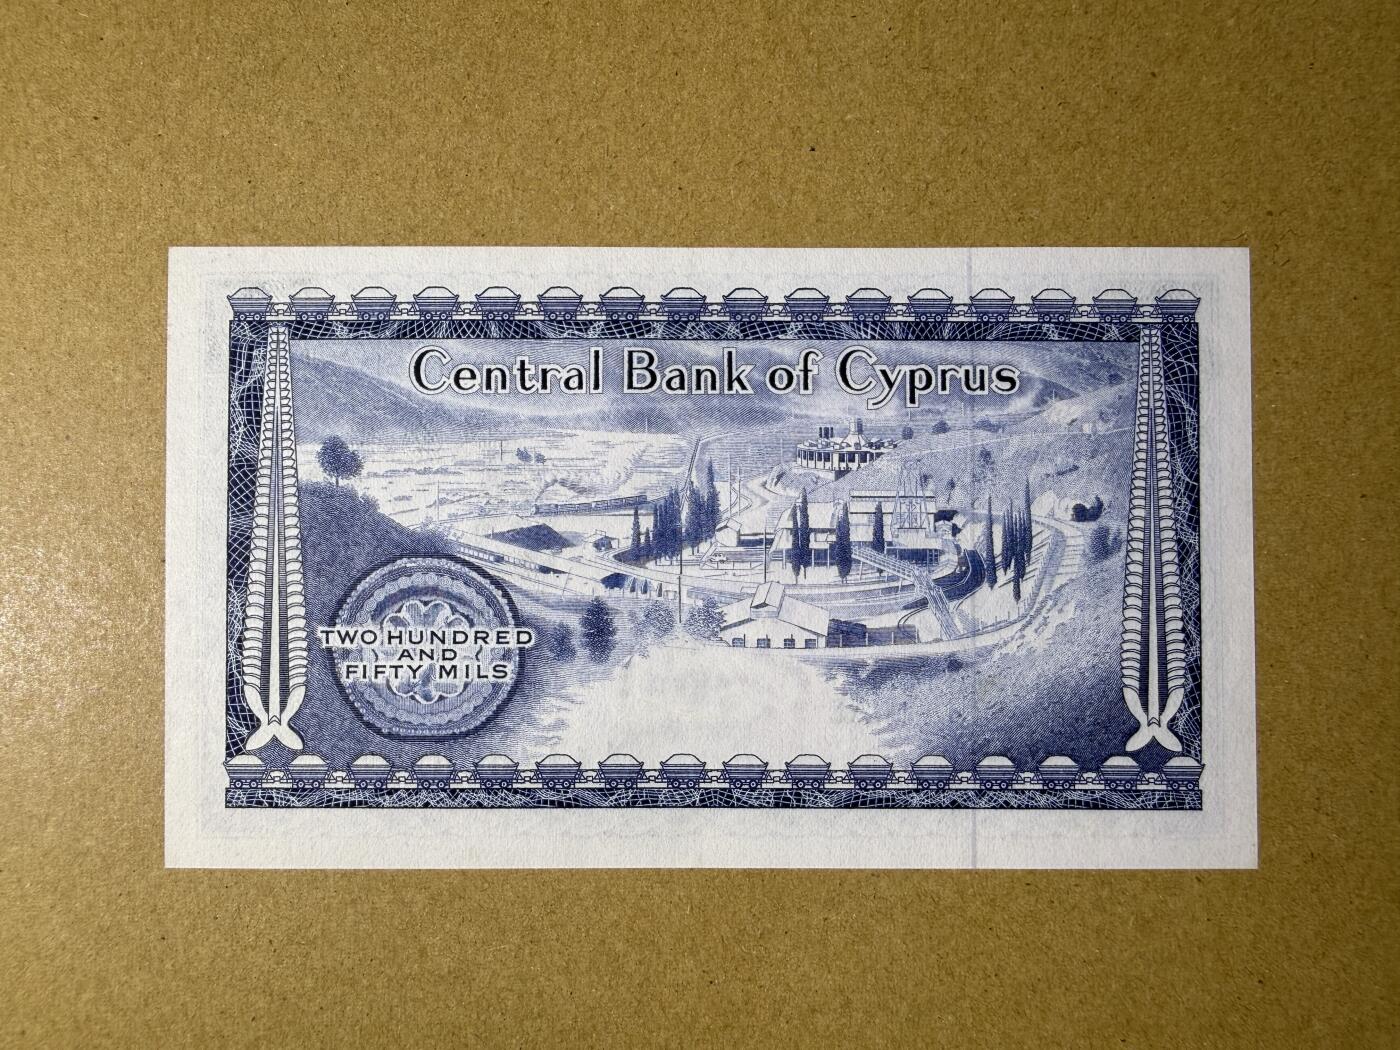 Central Bank of Cyprus
TWO HUNDRED
AND
FIFTY MILS